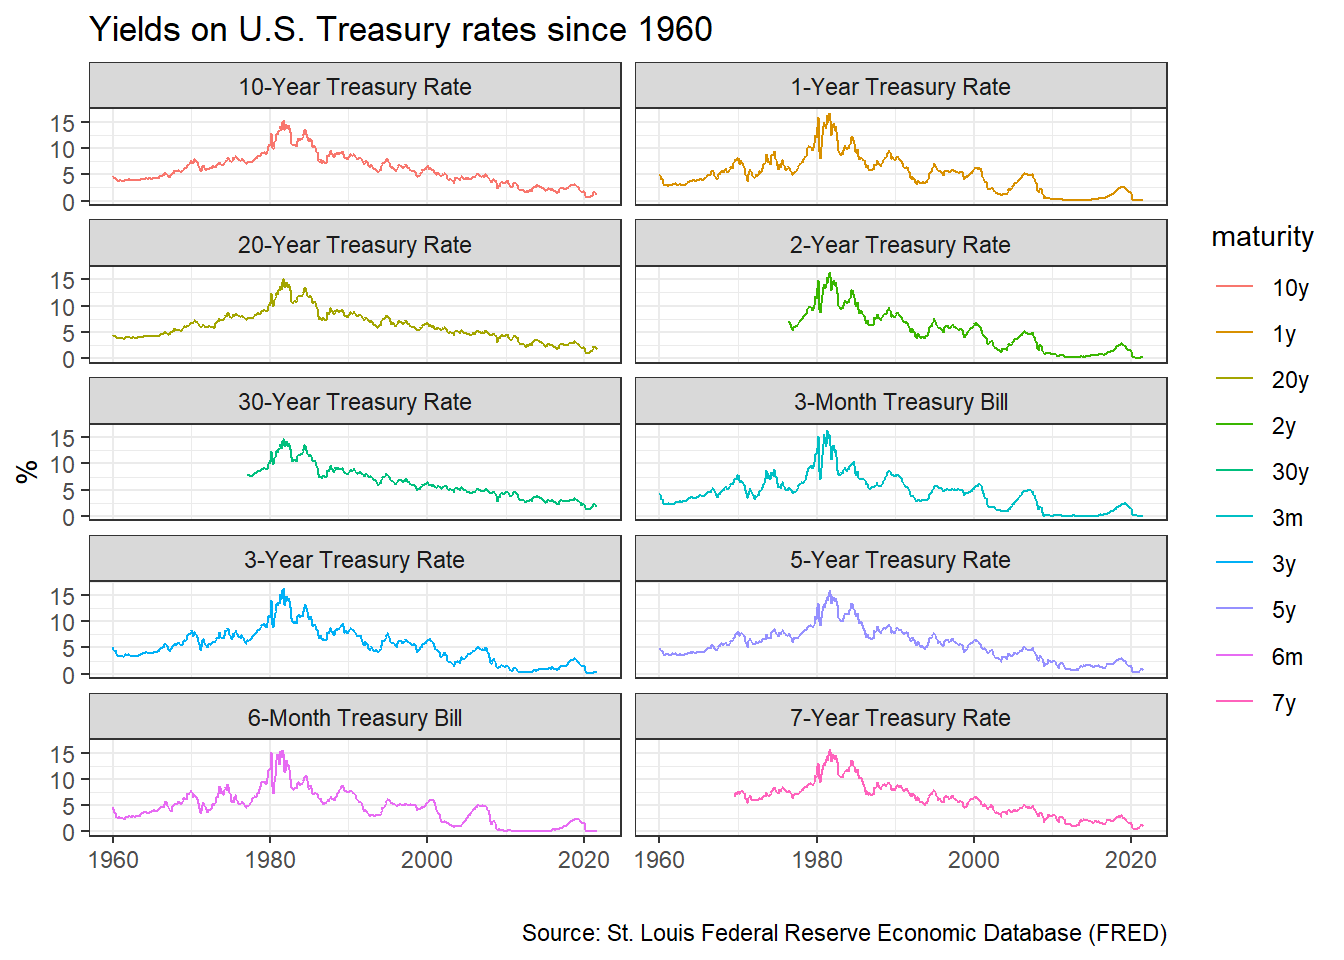 Yields on U.S. Treasury rates since 1960
10-Year Treasury Rate
1-Year Treasury Rate
15
10
5
0
20-Year Treasury Rate
2-Year Treasury Rate
15
10
5
0
30-Year Treasury Rate
3-Month Treasury Bill
15
10
5
0
%
3-Year Treasury Rate
5-Year Treasury Rate
15
10
5
0
6-Month Treasury Bill
7-Year Treasury Rate
15
10
5
0
1960 1980 2000 2020
1960 1980 2000 2020
maturity
10y
1y
20y
2y
30y
3m
3y
5y
6m
7y
Source: St. Louis Federal Reserve Economic Database (FRED)